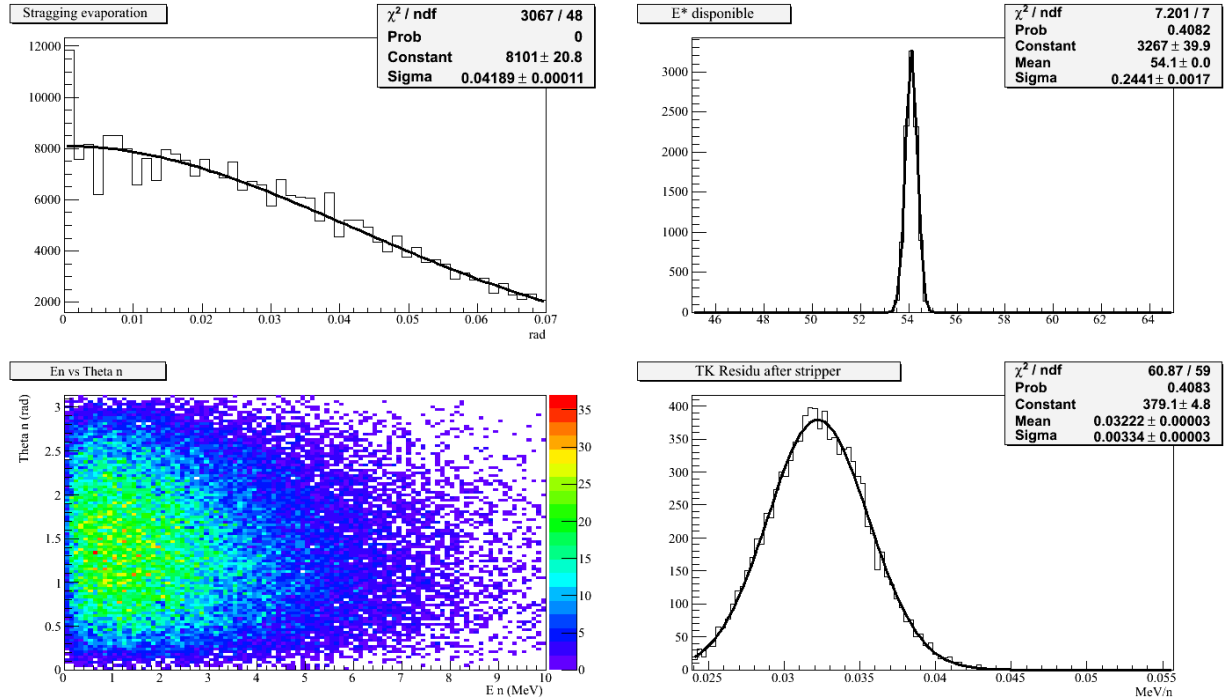 Stragging evaporation
χ² / ndf 3067 / 48
Prob 0
Constant 8101 ± 20.8
Sigma 0.04189 ± 0.00011
12000
10000
8000
6000
4000
2000
0 0.01 0.02 0.03 0.04 0.05 0.06 0.07
rad
E* disponible
χ² / ndf 7.201 / 7
Prob 0.4082
Constant 3267 ± 39.9
Mean 54.1 ± 0.0
Sigma 0.2441 ± 0.0017
3000
2500
2000
1500
1000
500
0
46 48 50 52 54 56 58 60 62 64
En vs Theta n
Theta n (rad)
3
2.5
2
1.5
1
0.5
0
0 1 2 3 4 5 6 7 8 9 10
E n (MeV)
35
30
25
20
15
10
5
0
TK Residu after stripper
χ² / ndf 60.87 / 59
Prob 0.4083
Constant 379.1 ± 4.8
Mean 0.03222 ± 0.00003
Sigma 0.00334 ± 0.00003
400
350
300
250
200
150
100
50
0
0.025 0.03 0.035 0.04 0.045 0.05 0.055
MeV/n